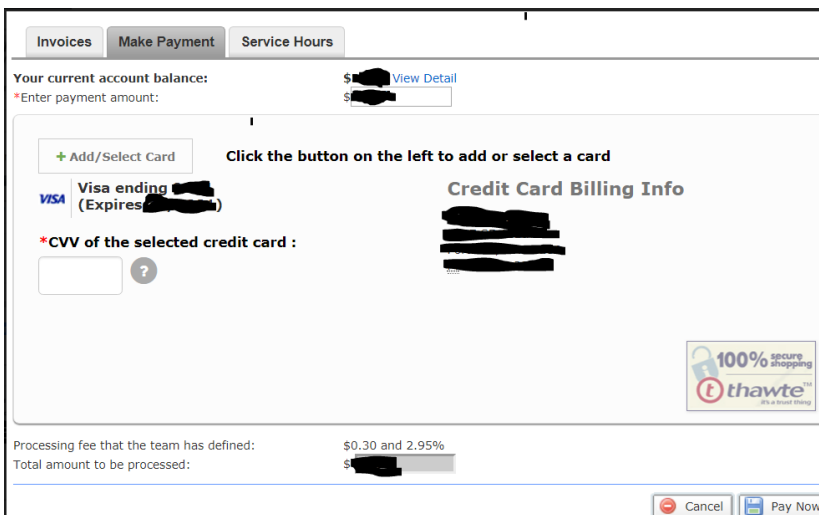 Invoices Make Payment Service Hours
Your current account balance: $ View Detail
*Enter payment amount: $
+ Add/Select Card Click the button on the left to add or select a card
VISA Visa ending
(Expires )
Credit Card Billing Info
*CVV of the selected credit card :
?
100% secure shopping
thawte™
it's a trust thing
Processing fee that the team has defined: $0.30 and 2.95%
Total amount to be processed: $
Cancel Pay Now